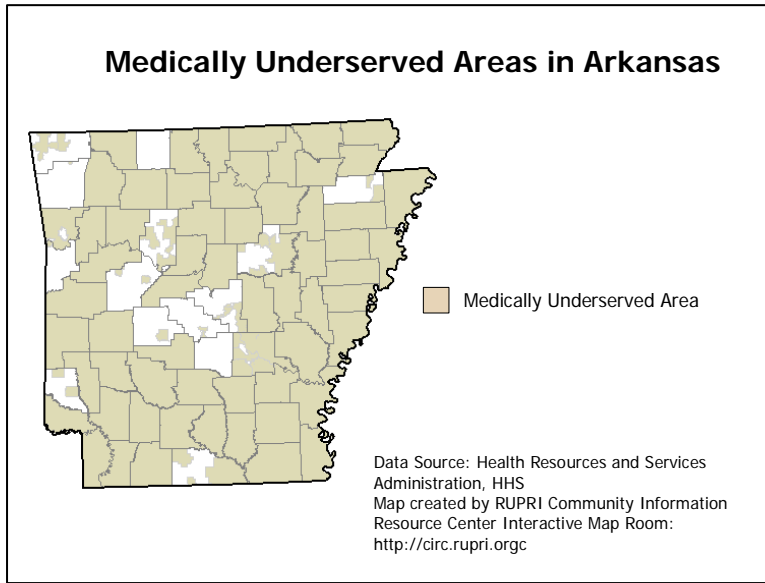 Medically Underserved Areas in Arkansas
Medically Underserved Area
Data Source: Health Resources and Services
Administration, HHS
Map created by RUPRI Community Information
Resource Center Interactive Map Room:
http://circ.rupri.orgc